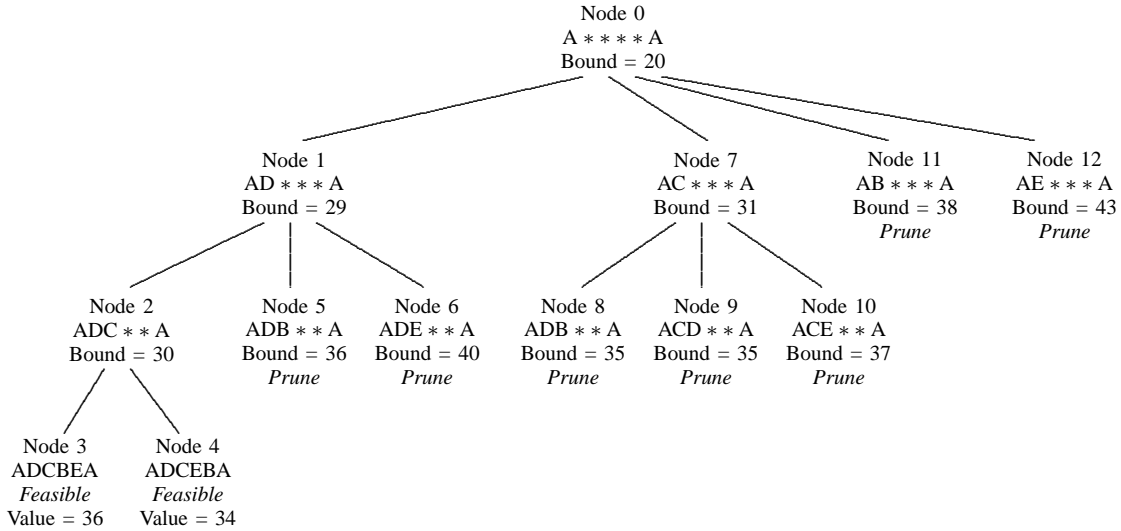 Node 0
A ∗ ∗ ∗ ∗ A
Bound = 20
Node 1
AD ∗ ∗ ∗ A
Bound = 29
Node 7
AC ∗ ∗ ∗ A
Bound = 31
Node 11
AB ∗ ∗ ∗ A
Bound = 38
Prune
Node 12
AE ∗ ∗ ∗ A
Bound = 43
Prune
Node 2
ADC ∗ ∗ A
Bound = 30
Node 5
ADB ∗ ∗ A
Bound = 36
Prune
Node 6
ADE ∗ ∗ A
Bound = 40
Prune
Node 8
ADB ∗ ∗ A
Bound = 35
Prune
Node 9
ACD ∗ ∗ A
Bound = 35
Prune
Node 10
ACE ∗ ∗ A
Bound = 37
Prune
Node 3
ADCBEA
Feasible
Value = 36
Node 4
ADCEBA
Feasible
Value = 34